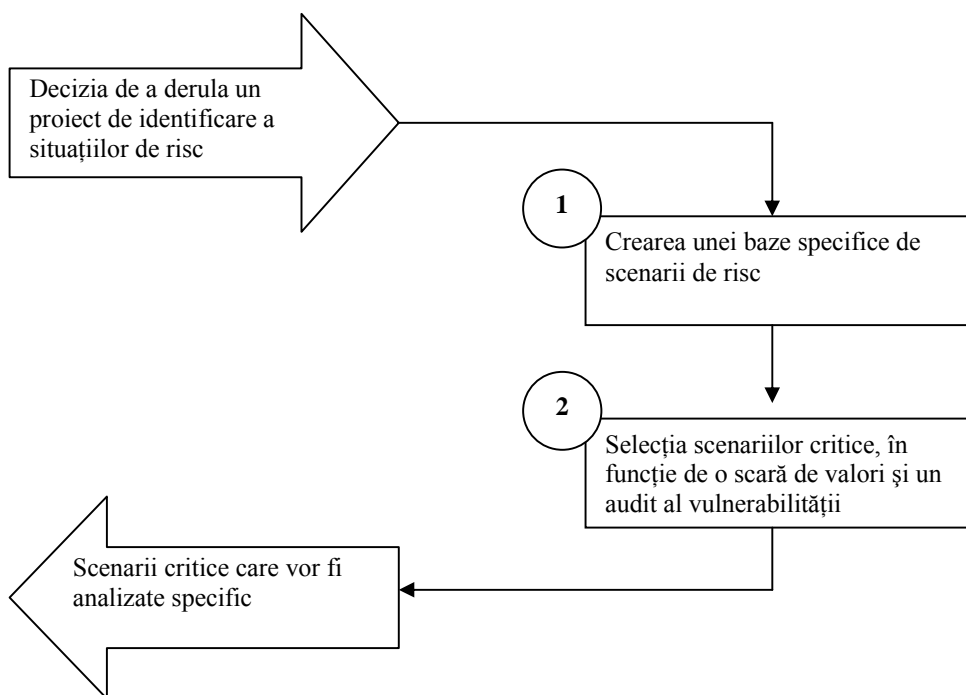 Decizia de a derula un
proiect de identificare a
situațiilor de risc
1
Crearea unei baze specifice de
scenarii de risc
2
Selecția scenariilor critice, în
funcție de o scară de valori şi un
audit al vulnerabilității
Scenarii critice care vor fi
analizate specific